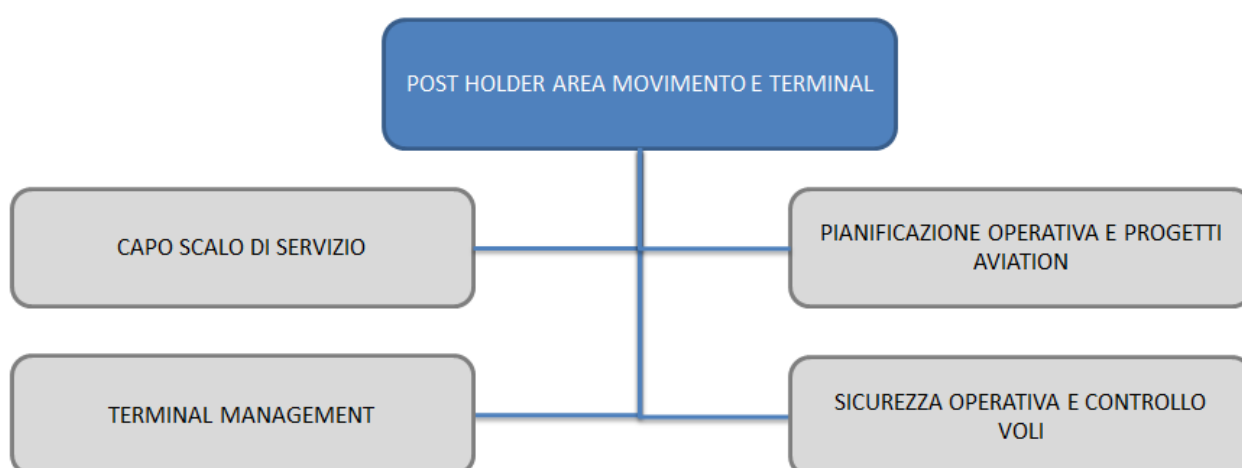 POST HOLDER AREA MOVIMENTO E TERMINAL
CAPO SCALO DI SERVIZIO
PIANIFICAZIONE OPERATIVA E PROGETTI
AVIATION
TERMINAL MANAGEMENT
SICUREZZA OPERATIVA E CONTROLLO
VOLI